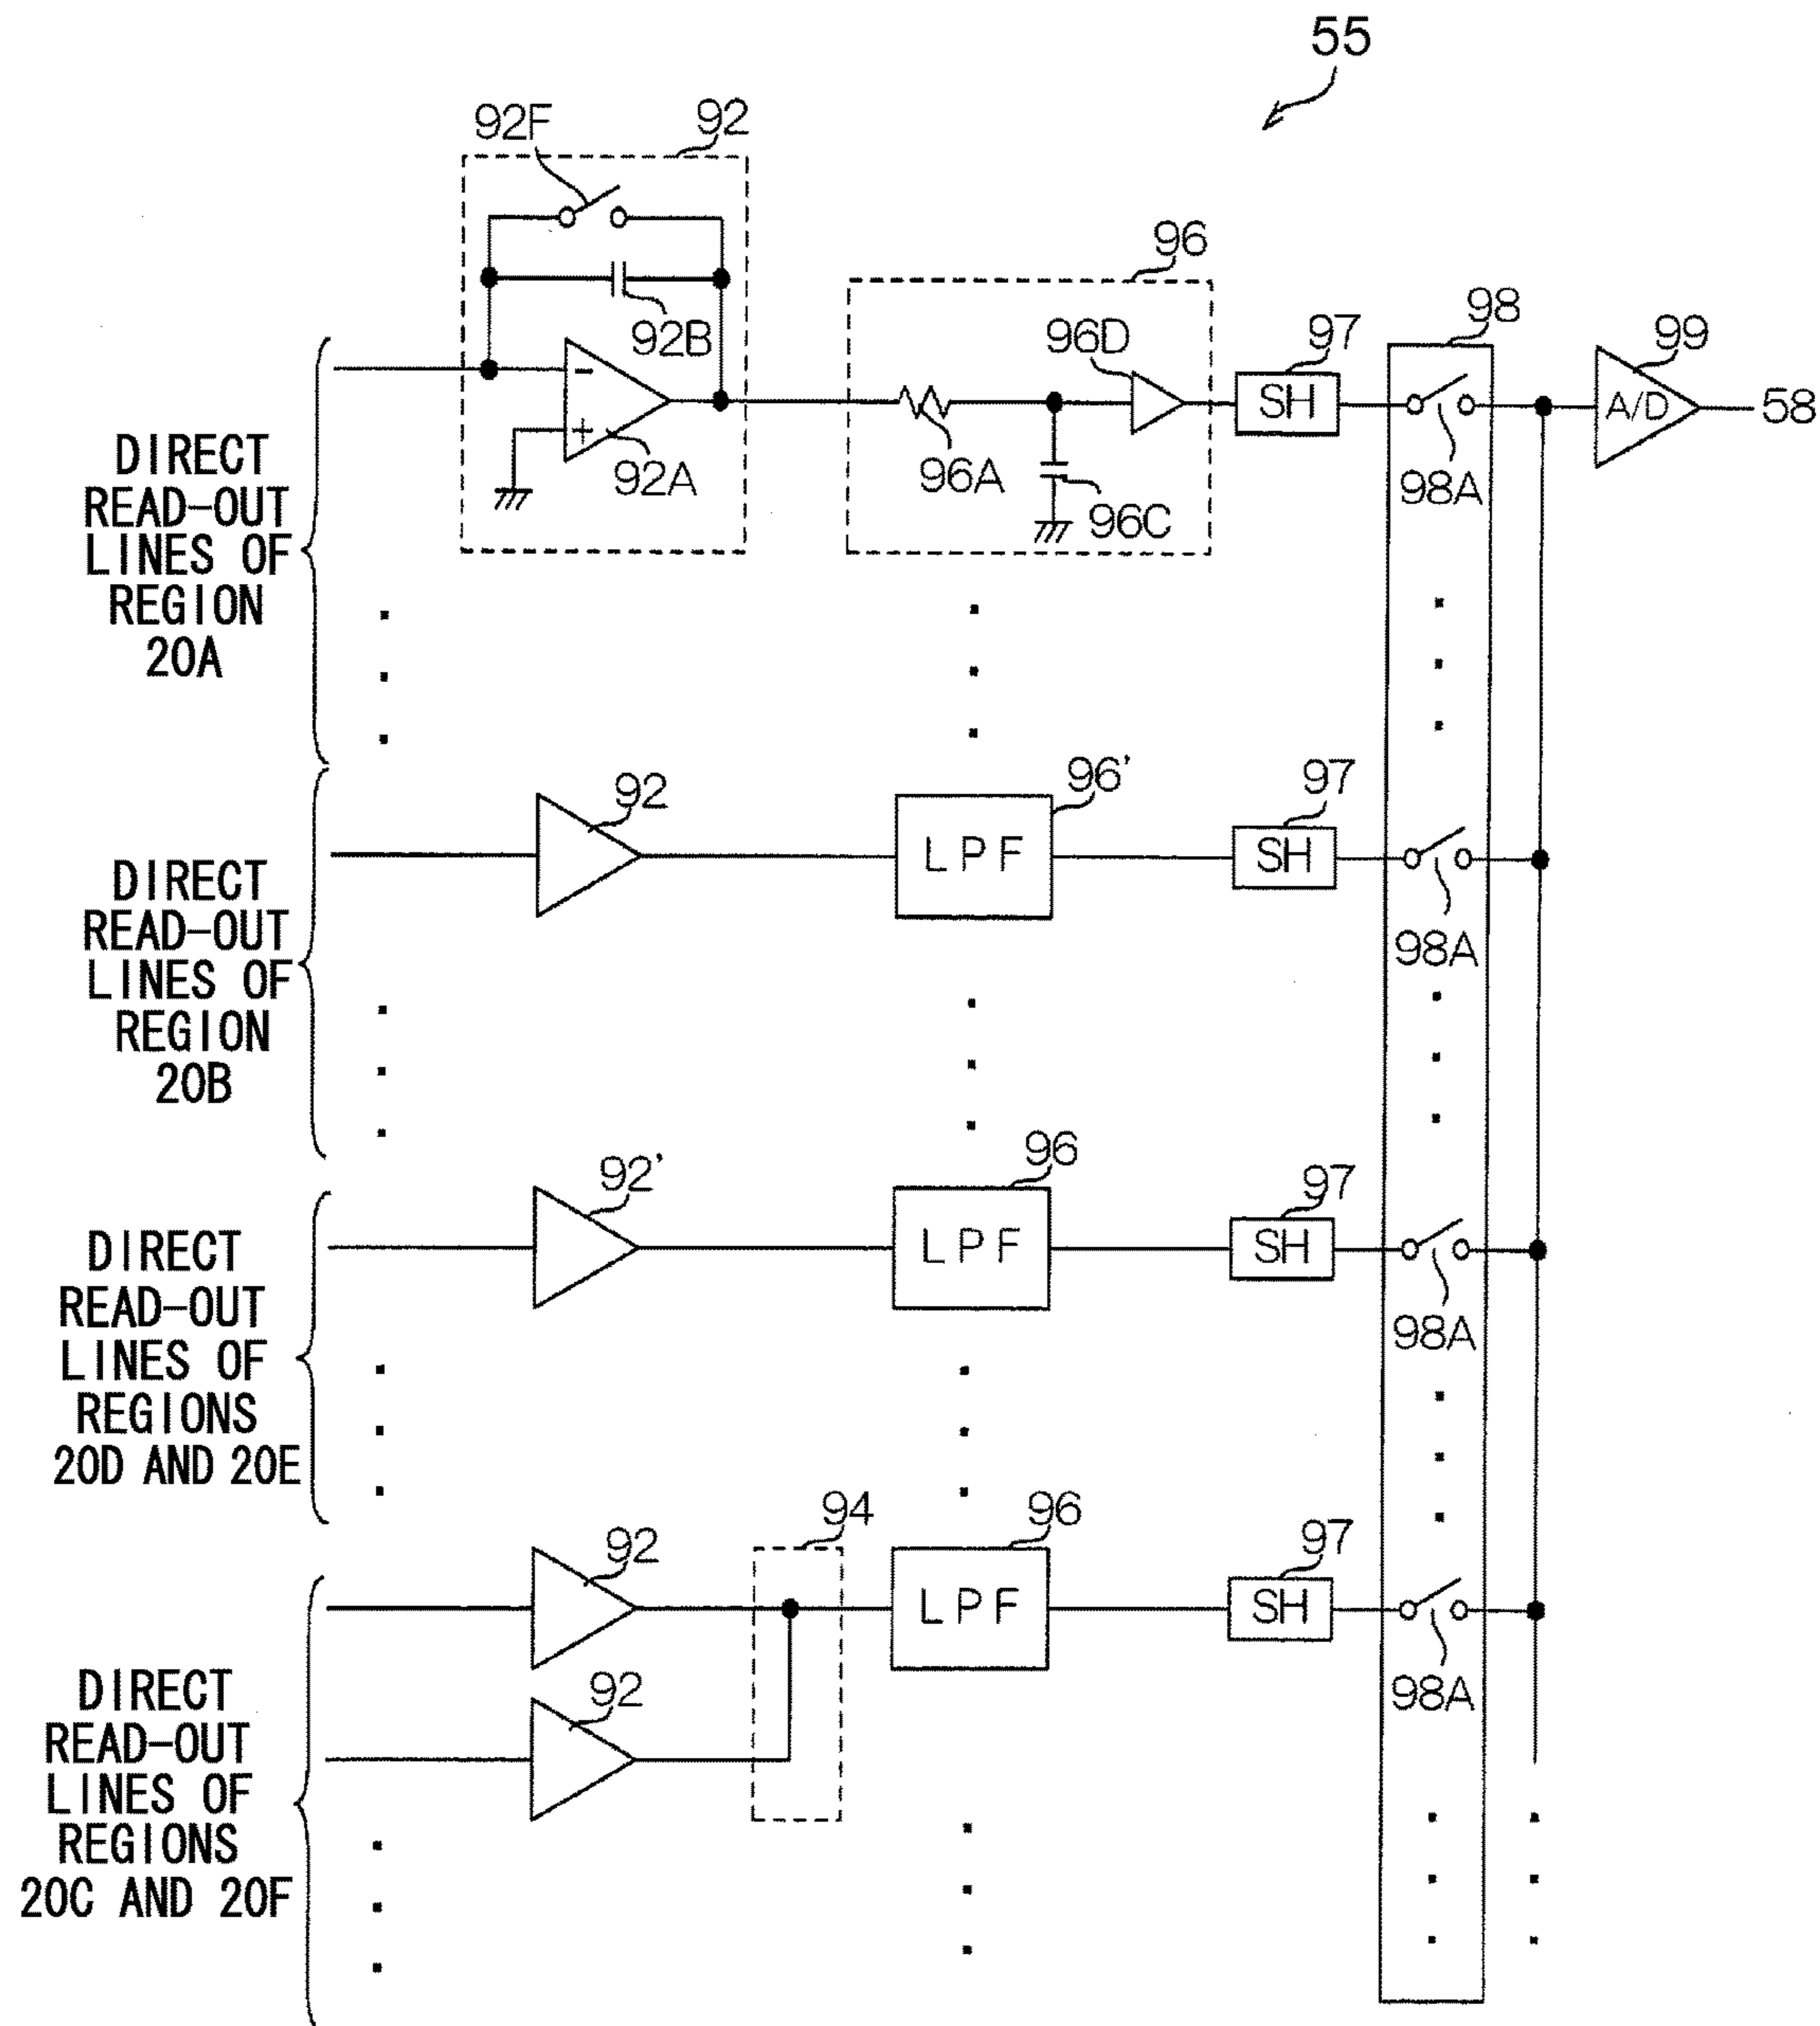 55
92F
92
96
92B
96D
97
98
99
-
+
SH
A/D
58
92A
96A
96C
98A
DIRECT
READ-OUT
LINES OF
REGION
20A
92
96'
97
LPF
SH
98A
DIRECT
READ-OUT
LINES OF
REGION
20B
92'
96
97
LPF
SH
98A
DIRECT
READ-OUT
LINES OF
REGIONS
20D AND 20E
94
92
96
97
LPF
SH
98A
92
DIRECT
READ-OUT
LINES OF
REGIONS
20C AND 20F